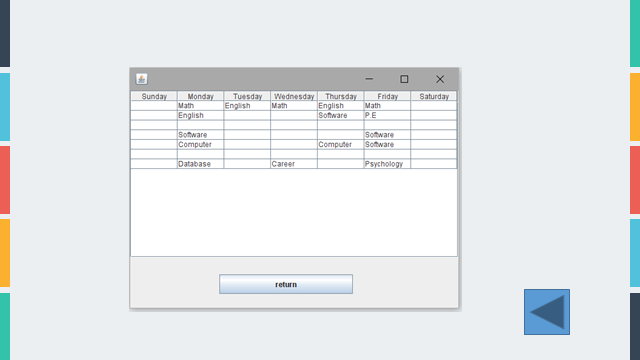 Sunday Monday Tuesday Wednesday Thursday Friday Saturday
Math English Math English Math
English Software P.E
Software Software
Computer Computer Software
Database Career Psychology
return